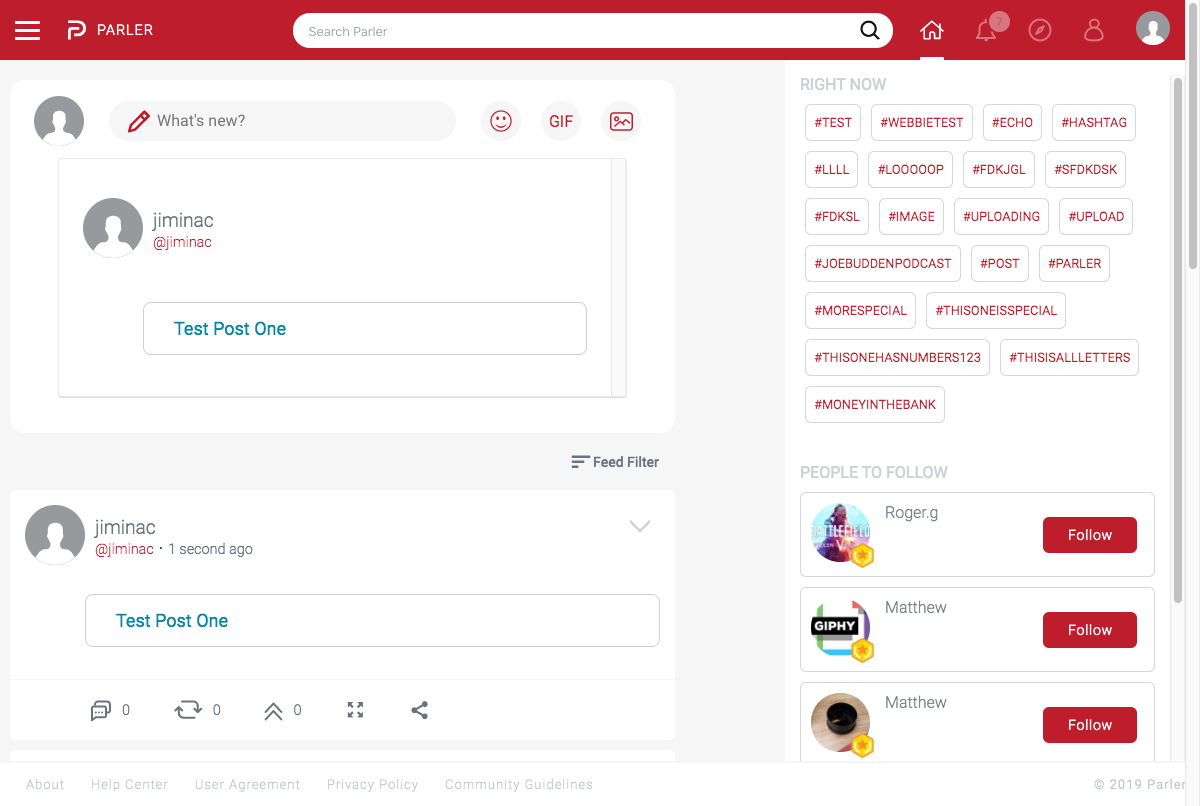 PARLER
Search Parler
7
What's new?
GIF
jiminac
@jiminac
Test Post One
Feed Filter
jiminac
@jiminac · 1 second ago
Test Post One
0 0 0
RIGHT NOW
#TEST #WEBBIETEST #ECHO #HASHTAG
#LLLL #LOOOOOP #FDKJGL #SFDKDSK
#FDKSL #IMAGE #UPLOADING #UPLOAD
#JOEBUDDENPODCAST #POST #PARLER
#MORESPECIAL #THISONEISSPECIAL
#THISONEHASNUMBERS123 #THISISALLLETTERS
#MONEYINTHEBANK
PEOPLE TO FOLLOW
Roger.g
Follow
Matthew
GIPHY
Follow
Matthew
Follow
About Help Center User Agreement Privacy Policy Community Guidelines © 2019 Parler